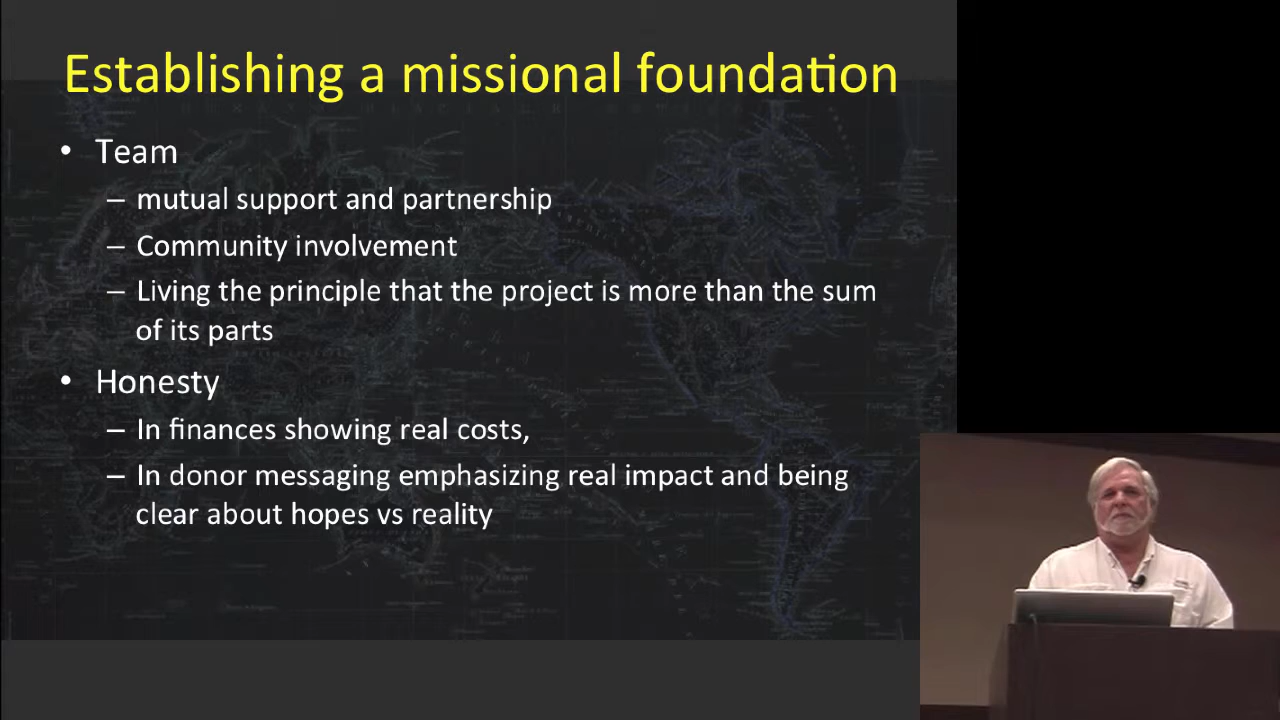 Establishing a missional foundation
• Team
– mutual support and partnership
– Community involvement
– Living the principle that the project is more than the sum
of its parts
• Honesty
– In finances showing real costs,
– In donor messaging emphasizing real impact and being
clear about hopes vs reality